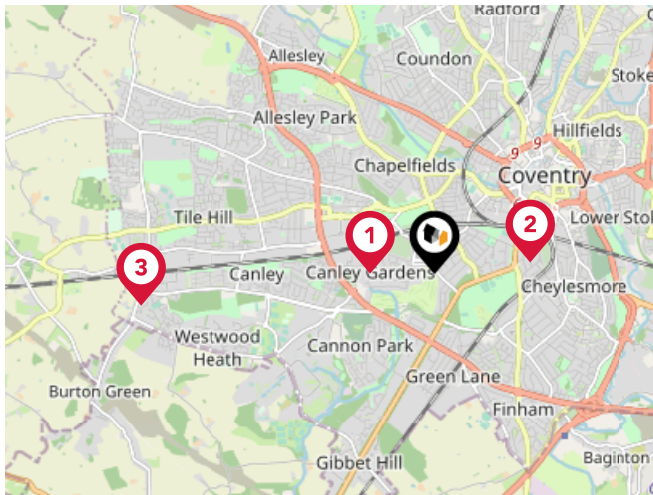 Radford
Allesley
Coundon
Stoke
Allesley Park
Hillfields
9
9
Chapelfields
Coventry
Tile Hill
1
2
Lower Stol
3
Canley
Canley Gardens
Cheylesmore
Westwood
Heath
Cannon Park
Burton Green
Green Lane
Finham
Gibbet Hill
Baginton